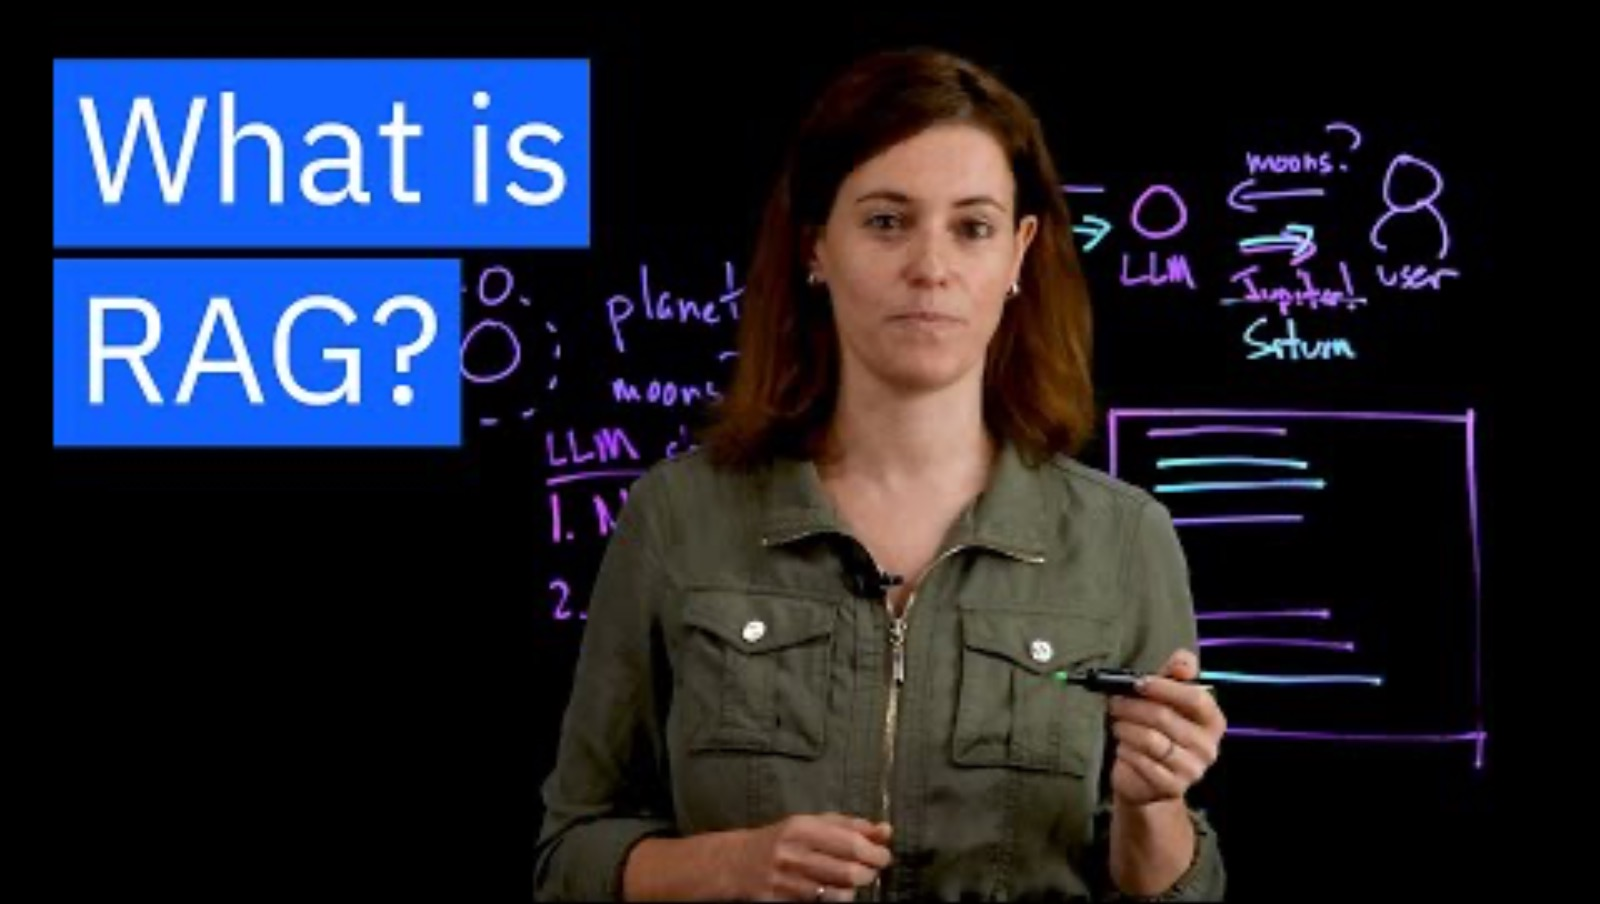 What is
RAG?
moons?
LLM
user
Jupiter!
Saturn
planet
moons
LLM
1. N
2.